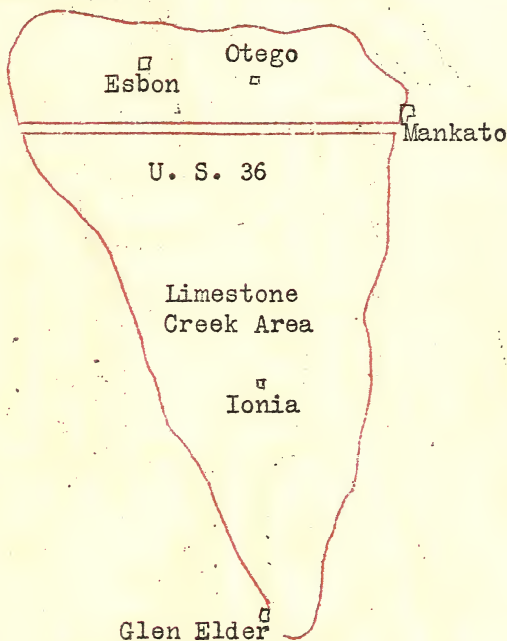 Otego
Esbon
Mankato
U. S. 36
Limestone
Creek Area
Ionia
Glen Elder